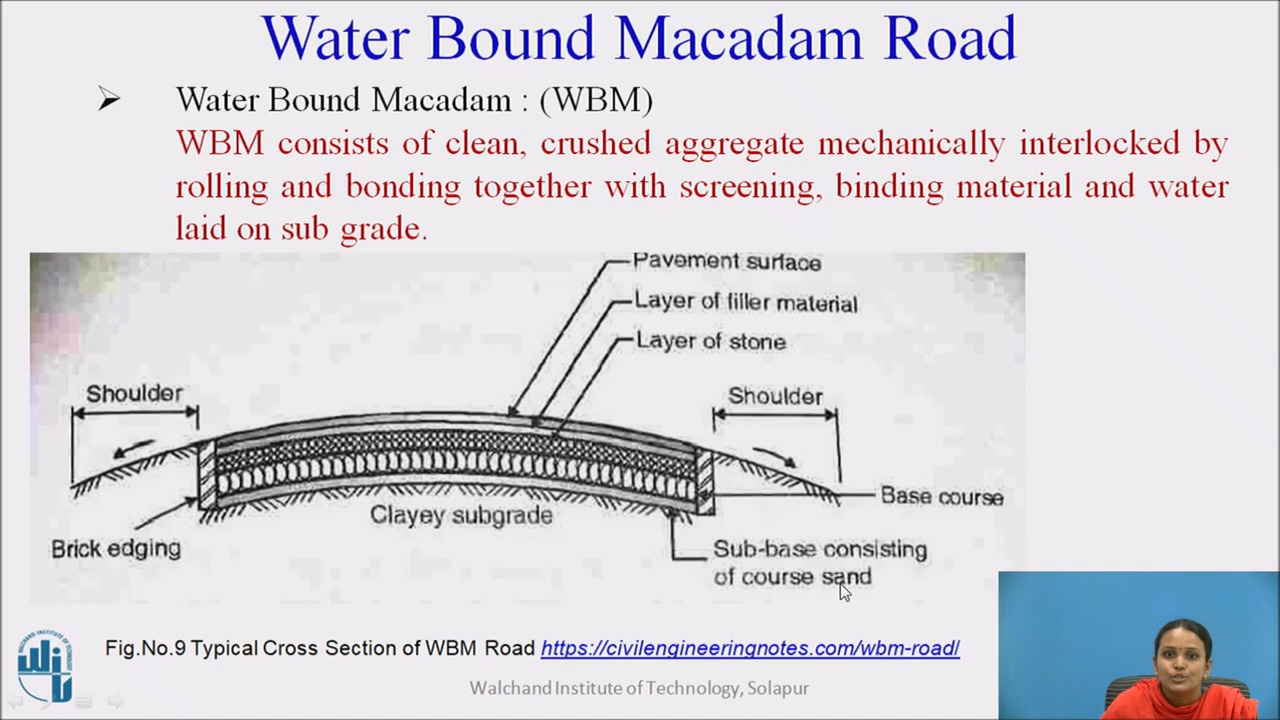 Water Bound Macadam Road
➢ Water Bound Macadam : (WBM)
WBM consists of clean, crushed aggregate mechanically interlocked by
rolling and bonding together with screening, binding material and water
laid on sub grade.
Pavement surface
Layer of filler material
Layer of stone
Shoulder
Shoulder
Base course
Clayey subgrade
Brick edging
Sub-base consisting
of course sand
Fig.No.9 Typical Cross Section of WBM Road https://civilengineeringnotes.com/wbm-road/
Walchand Institute of Technology, Solapur